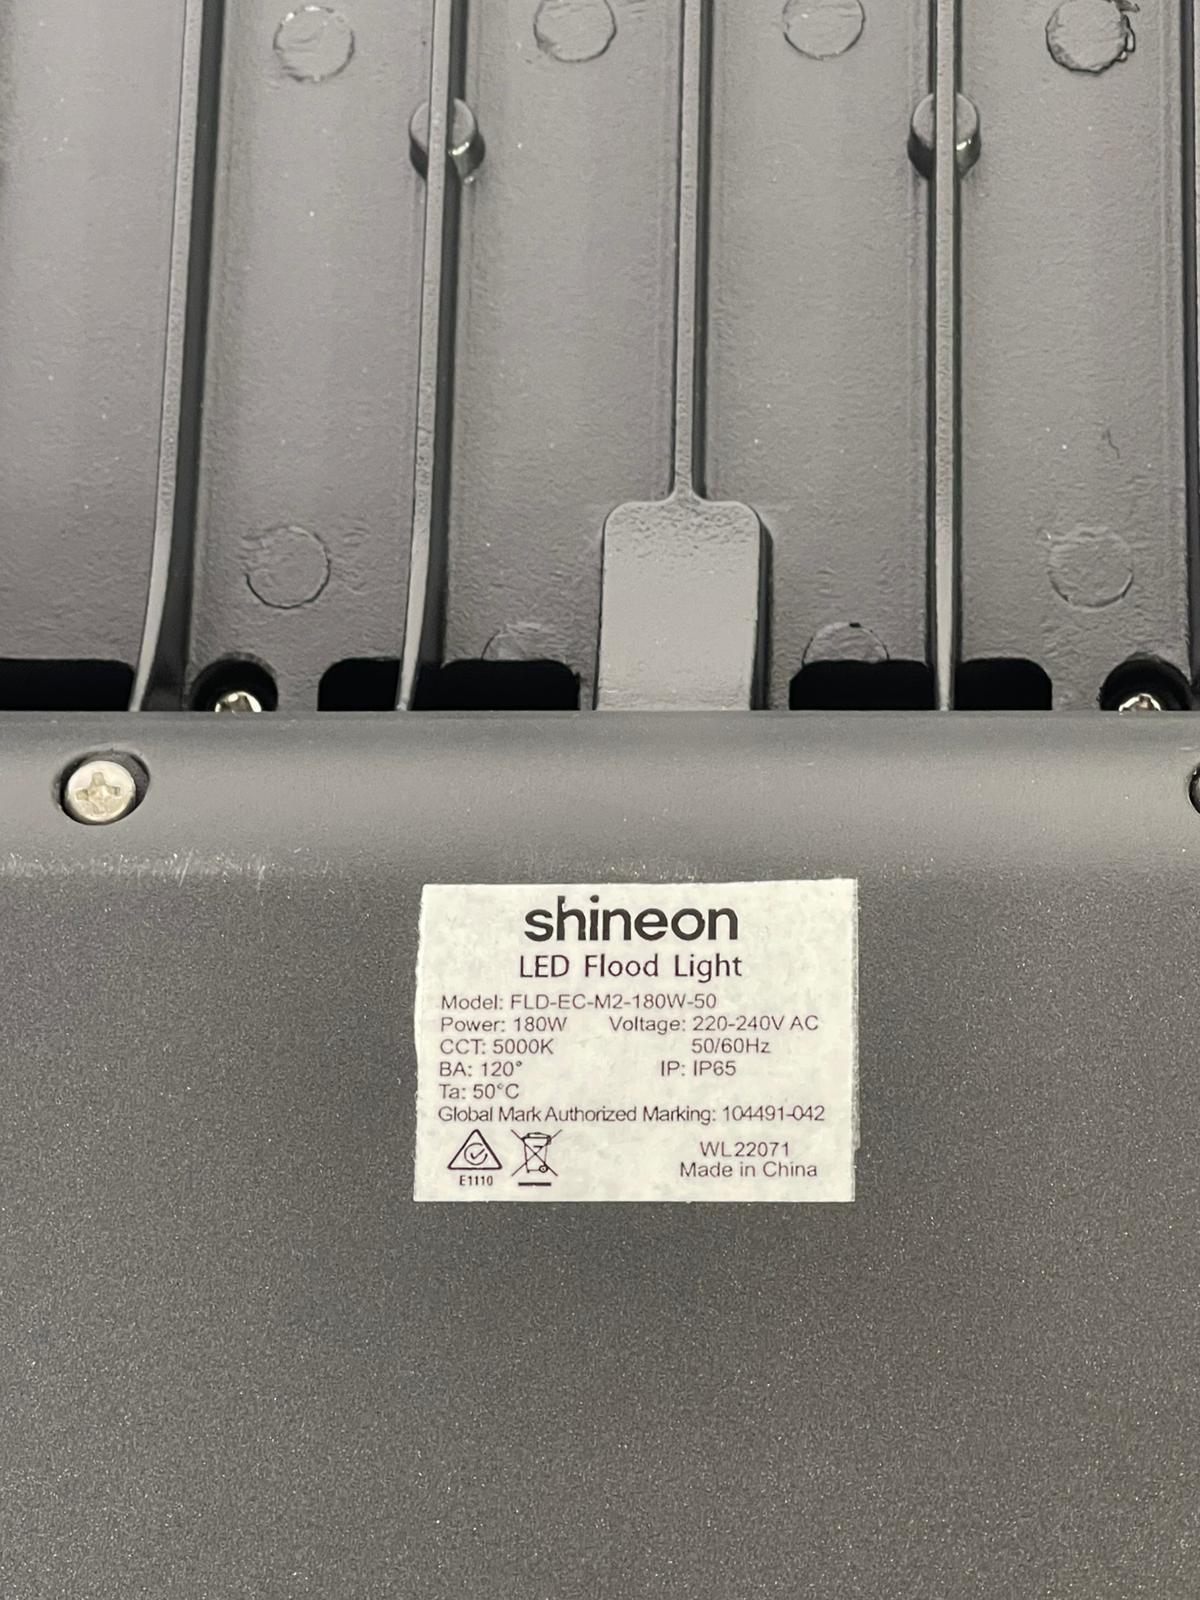 shineon
LED Flood Light
Model: FLD-EC-M2-180W-50
Power: 180W Voltage: 220-240V AC
CCT: 5000K 50/60Hz
BA: 120° IP: IP65
Ta: 50°C
Global Mark Authorized Marking: 104491-042
E1110
WL22071
Made in China